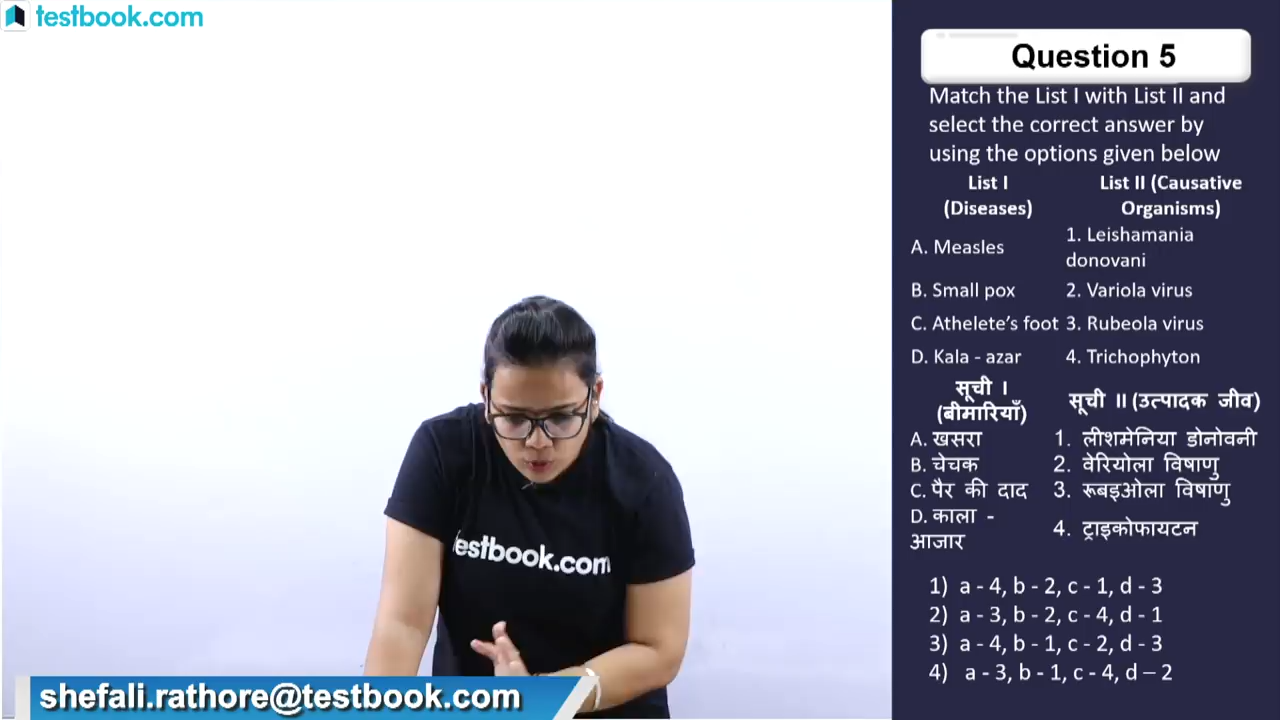 testbook.com
Question 5
Match the List I with List II and
select the correct answer by
using the options given below
List I
(Diseases)
List II (Causative
Organisms)
A. Measles
1. Leishamania
donovani
B. Small pox
2. Variola virus
C. Athelete’s foot
3. Rubeola virus
D. Kala - azar
4. Trichophyton
सूची I
(बीमारियाँ)
सूची II (उत्पादक जीव)
A. खसरा
1. लीशमेनिया डोनोवनी
B. चेचक
2. वेरियोला विषाणु
C. पैर की दाद
3. रूबइओला विषाणु
D. काला -
आजार
4. ट्राइकोफायटन
1) a - 4, b - 2, c - 1, d - 3
2) a - 3, b - 2, c - 4, d - 1
3) a - 4, b - 1, c - 2, d - 3
4) a - 3, b - 1, c - 4, d – 2
testbook.com
shefali.rathore@testbook.com